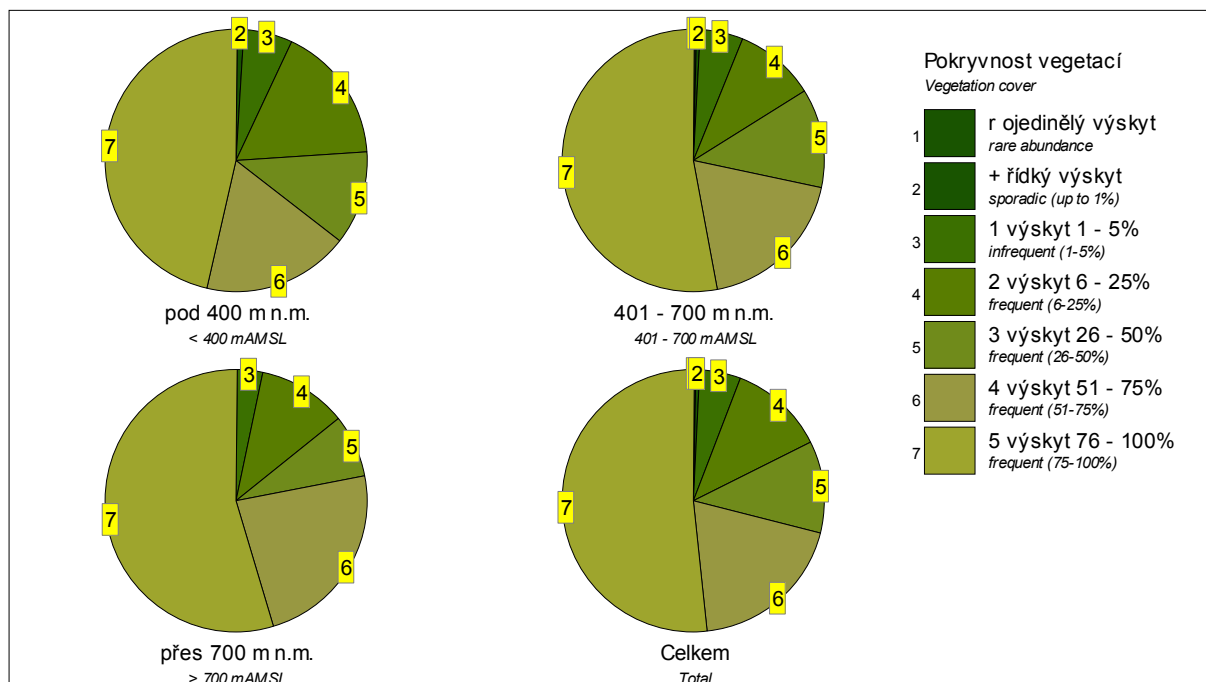 2 3
4
7
5
6
pod 400 m n.m.
< 400 mAMSL
2 3
4
5
7
6
401 - 700 m n.m.
401 - 700 mAMSL
3
4
5
7
6
přes 700 m n.m.
> 700 mAMSL
2 3
4
5
7
6
Celkem
Total
Pokryvnost vegetací
Vegetation cover
1 r ojedinělý výskyt
rare abundance
2 + řídký výskyt
sporadic (up to 1%)
3 1 výskyt 1 - 5%
infrequent (1-5%)
4 2 výskyt 6 - 25%
frequent (6-25%)
5 3 výskyt 26 - 50%
frequent (26-50%)
6 4 výskyt 51 - 75%
frequent (51-75%)
7 5 výskyt 76 - 100%
frequent (75-100%)